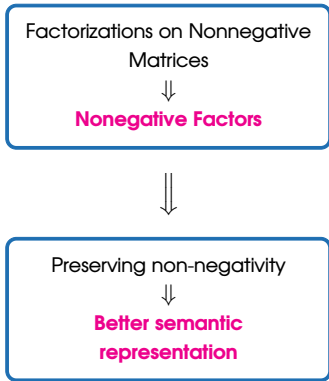 Factorizations on Nonnegative
Matrices
⇓
Nonegative Factors
⇓
Preserving non-negativity
⇓
Better semantic
representation